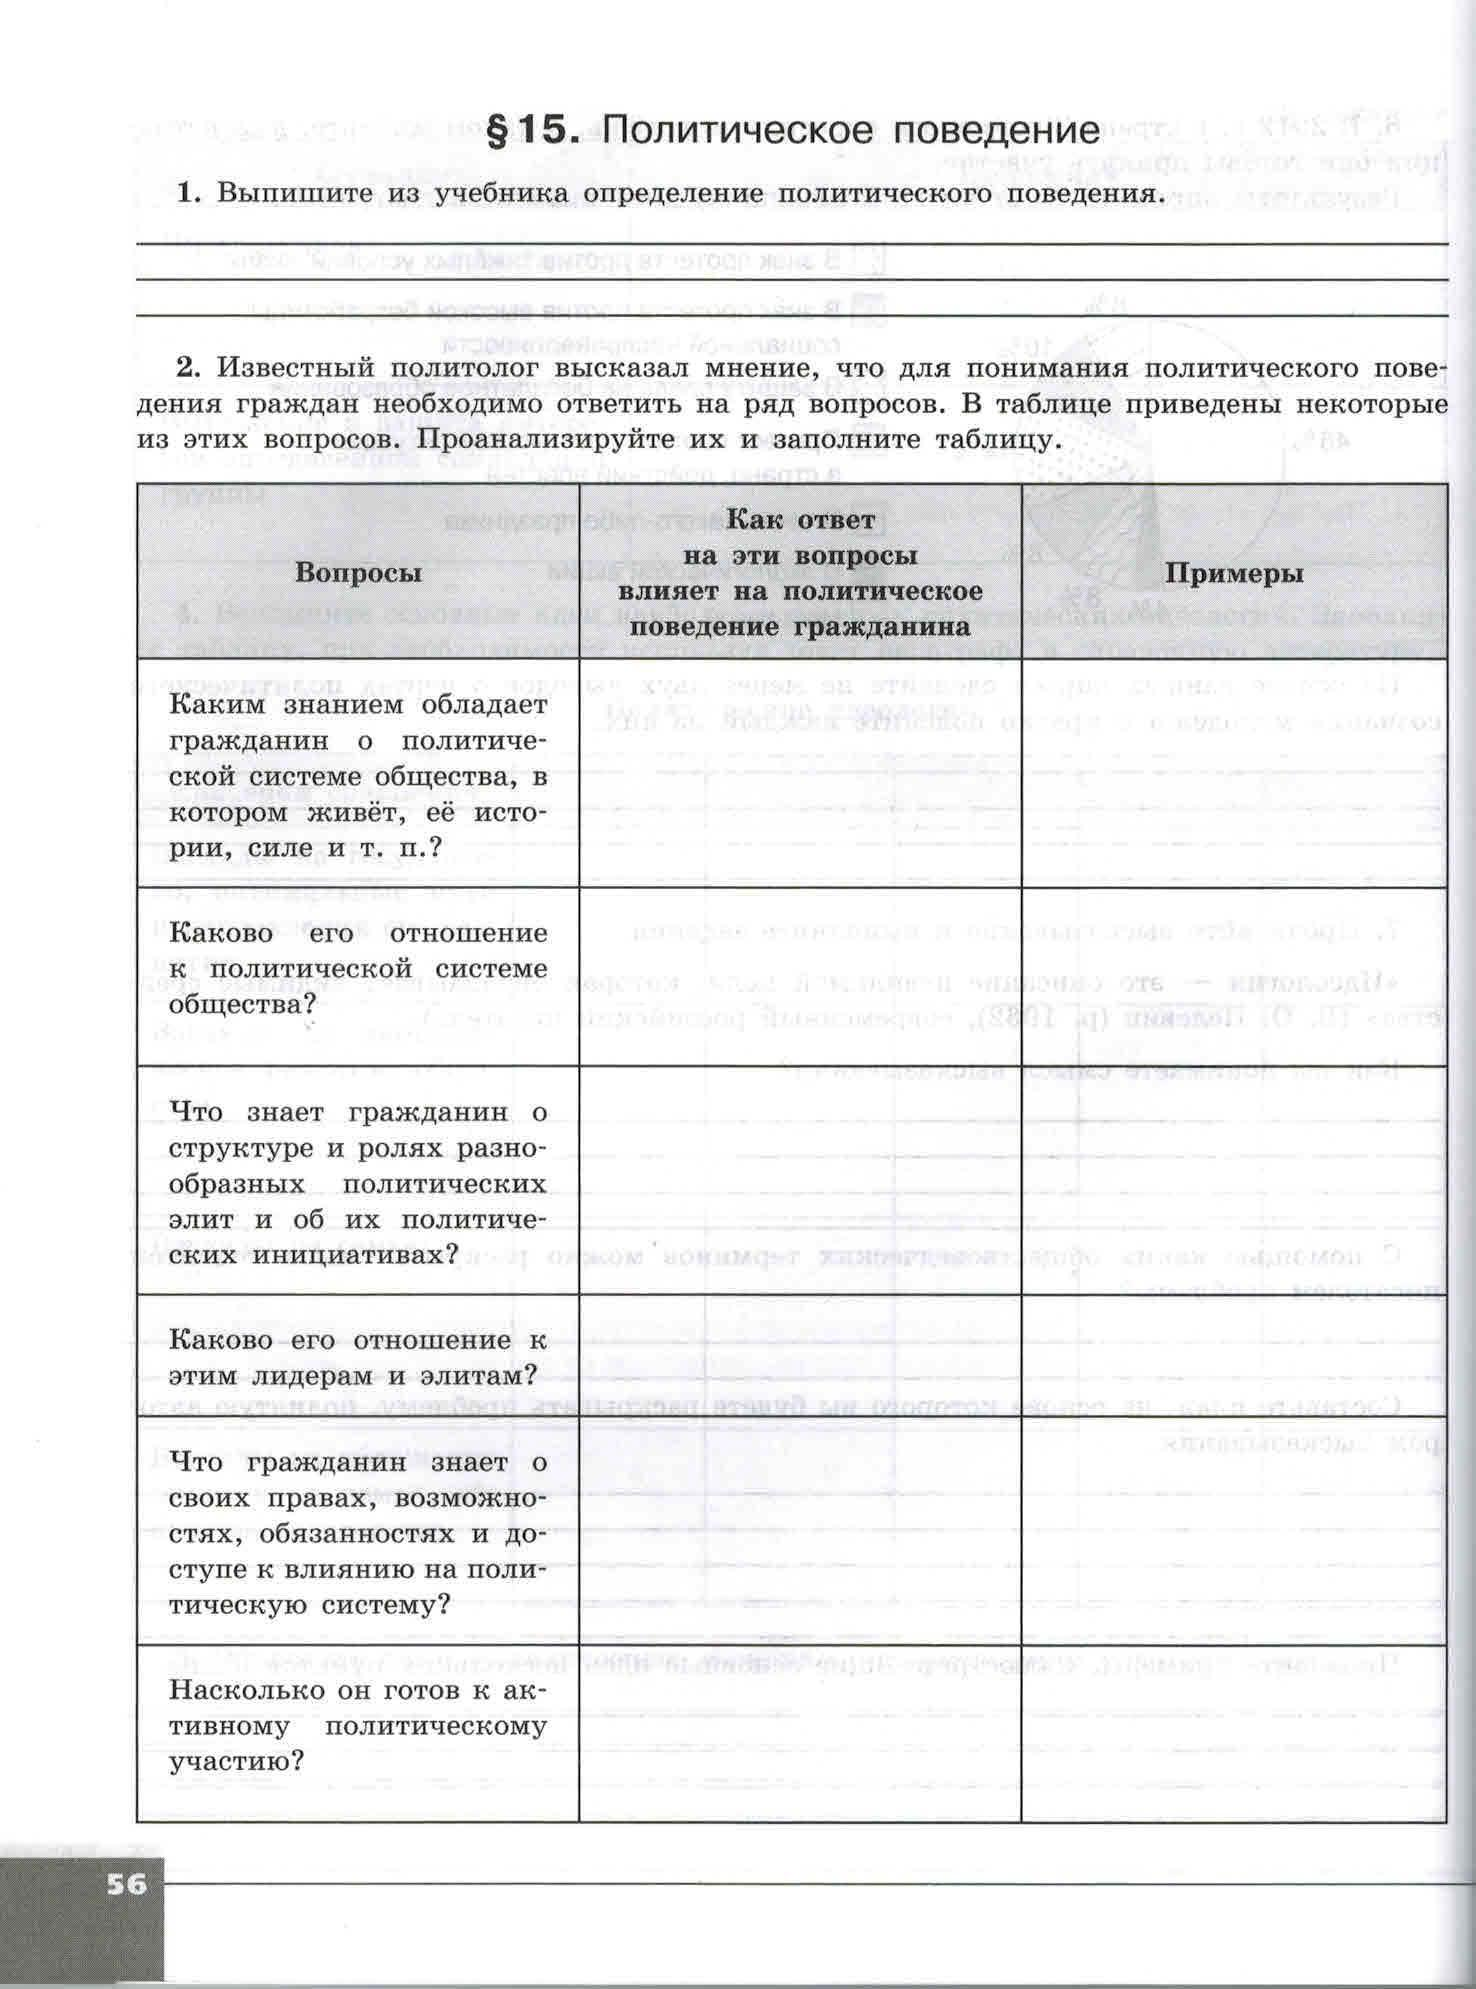 § 15. Политическое поведение
1. Выпишите из учебника определение политического поведения.
2. Известный политолог высказал мнение, что для понимания политического пове-
дения граждан необходимо ответить на ряд вопросов. В таблице приведены некоторые
из этих вопросов. Проанализируйте их и заполните таблицу.
Вопросы
Как ответ
на эти вопросы
влияет на политическое
поведение гражданина
Примеры
Каким знанием обладает
гражданин о политиче-
ской системе общества, в
котором живёт, её исто-
рии, силе и т. п.?
Каково его отношение
к политической системе
общества?
Что знает гражданин о
структуре и ролях разно-
образных политических
элит и об их политиче-
ских инициативах?
Каково его отношение к
этим лидерам и элитам?
Что гражданин знает о
своих правах, возможно-
стях, обязанностях и до-
ступе к влиянию на поли-
тическую систему?
Насколько он готов к ак-
тивному политическому
участию?
56